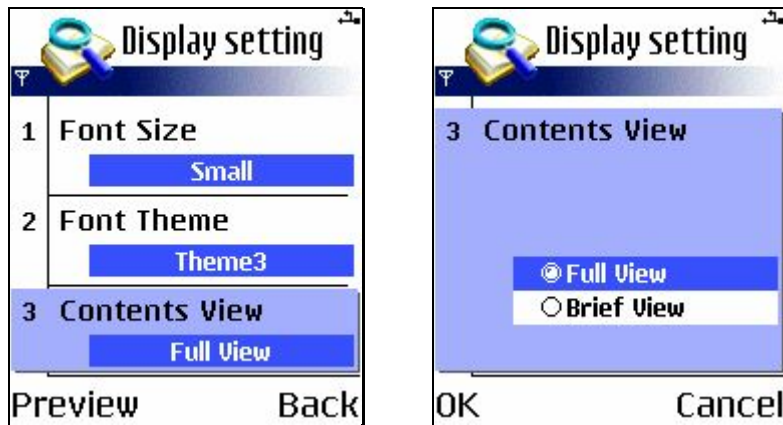 Display setting
1 Font Size
Small
2 Font Theme
Theme3
3 Contents View
Full View
Preview Back
Display setting
3 Contents View
Full View
Brief View
OK Cancel